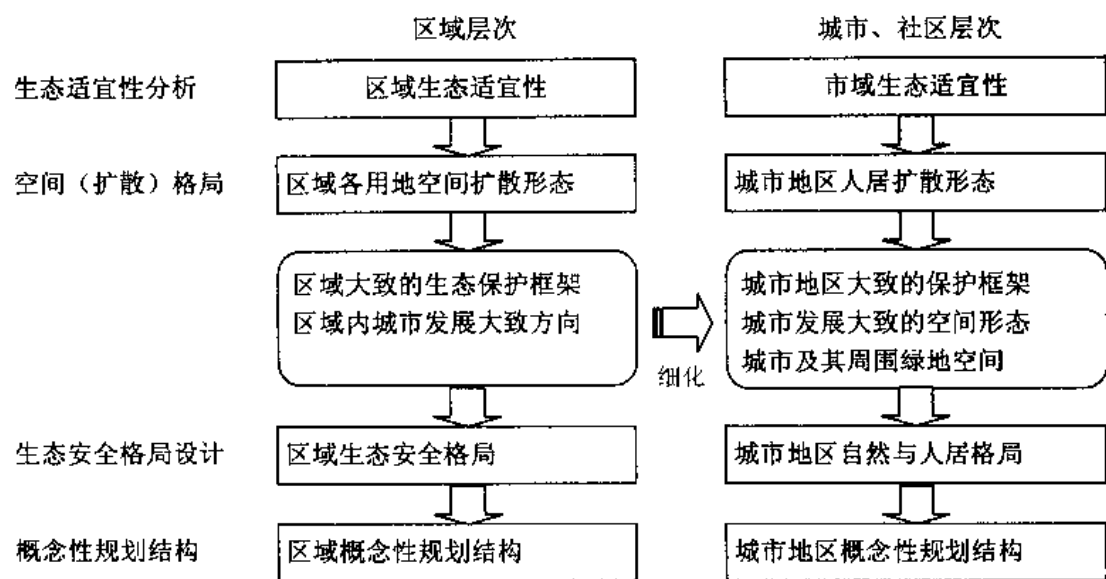 区域层次
城市、社区层次
生态适宜性分析
区域生态适宜性
市域生态适宜性
空间（扩散）格局
区域各用地空间扩散形态
城市地区人居扩散形态
区域大致的生态保护框架
区域内城市发展大致方向
细化
城市地区大致的保护框架
城市发展大致的空间形态
城市及其周围绿地空间
生态安全格局设计
区域生态安全格局
城市地区自然与人居格局
概念性规划结构
区域概念性规划结构
城市地区概念性规划结构